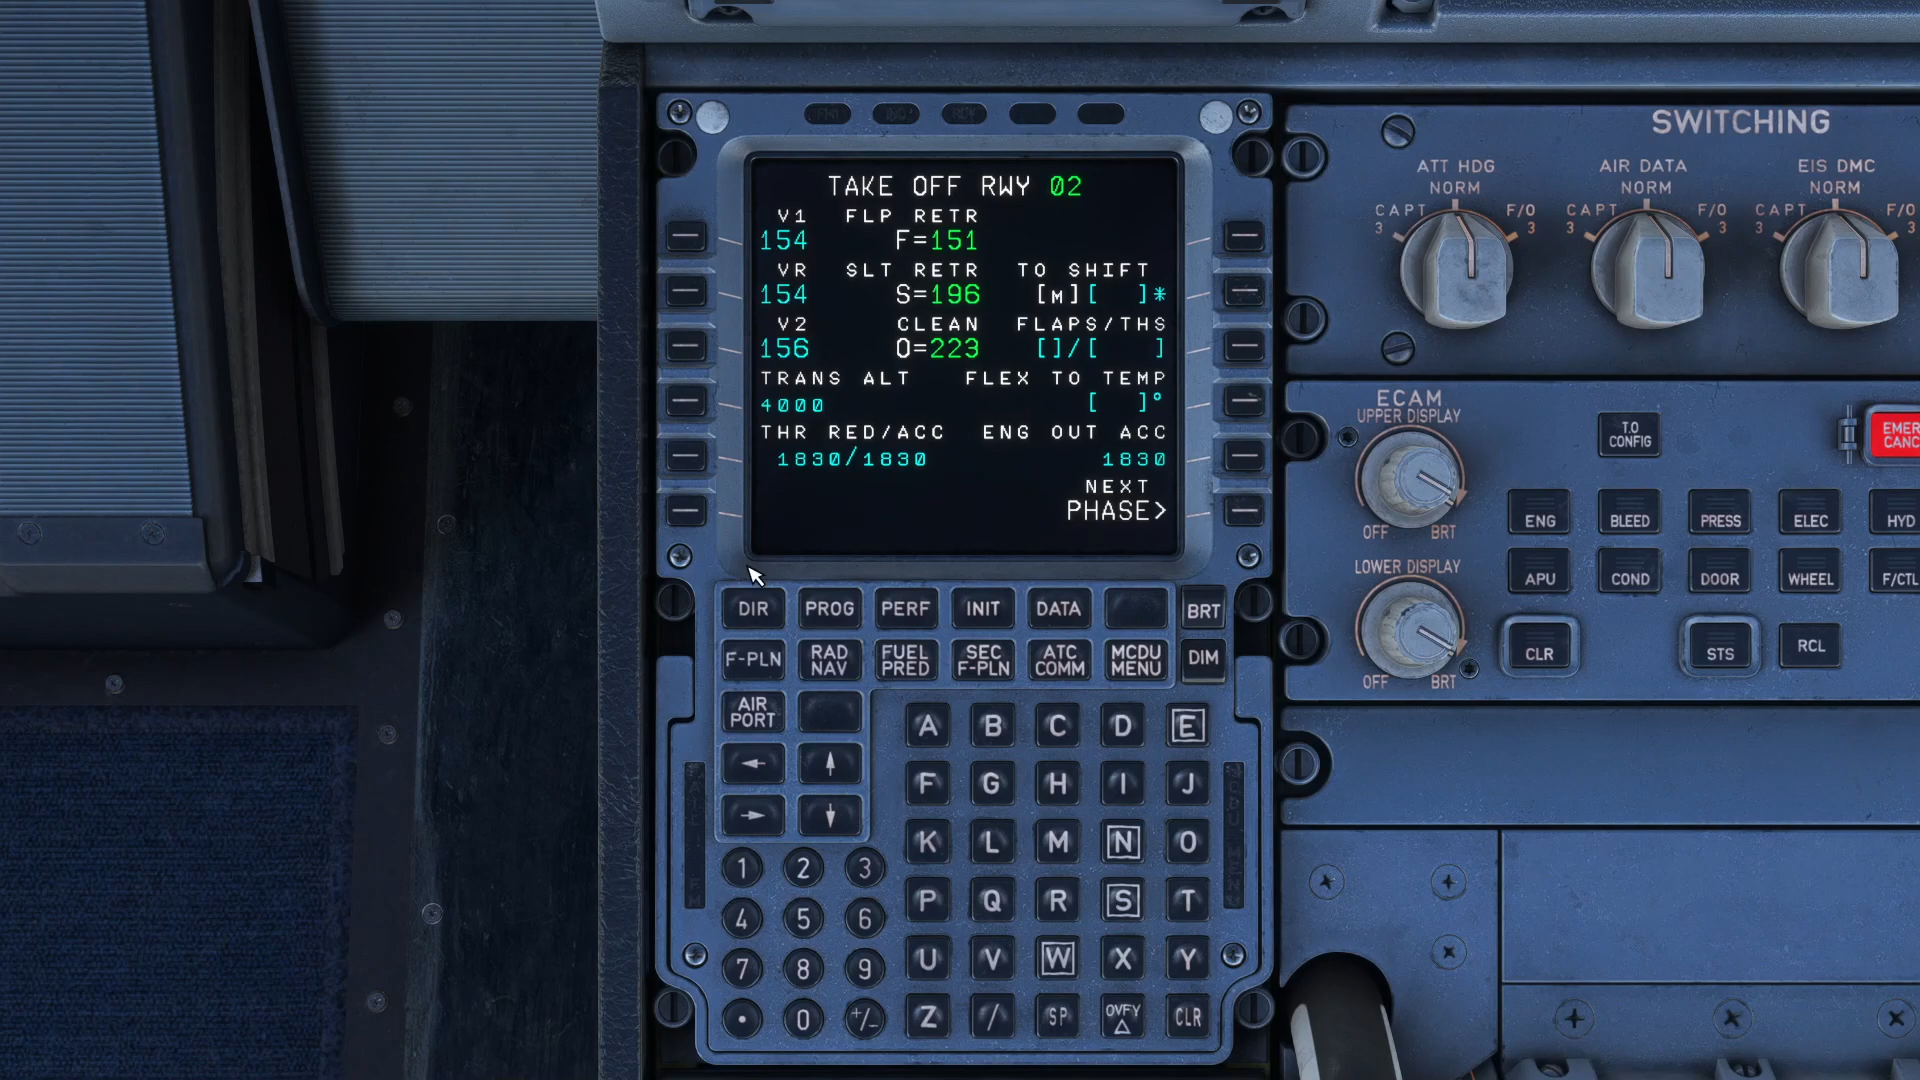 TAKE OFF RWY 02
V1 FLP RETR
154 F=151
VR SLT RETR TO SHIFT
154 S=196 [M][ ]*
V2 CLEAN FLAPS/THS
156 O=223 []/[ ]
TRANS ALT FLEX TO TEMP
4000 [ ]°
THR RED/ACC ENG OUT ACC
1830/1830 1830
NEXT
PHASE>
DIR PROG PERF INIT DATA BRT
F-PLN RAD NAV FUEL PRED SEC F-PLN ATC COMM MCDU MENU DIM
AIR PORT
← ↑
→ ↓
A B C D E
F G H I J
K L M N O
P Q R S T
U V W X Y
Z / SP OVFY △ CLR
1 2 3
4 5 6
7 8 9
. 0 +/-
SWITCHING
ATT HDG AIR DATA EIS DMC
NORM NORM NORM
CAPT F/O CAPT F/O CAPT F/O
3 3 3 3 3 3
ECAM
UPPER DISPLAY
OFF BRT
LOWER DISPLAY
OFF BRT
T.O CONFIG
EMER
CANC
ENG BLEED PRESS ELEC HYD
APU COND DOOR WHEEL F/CTL
CLR STS RCL